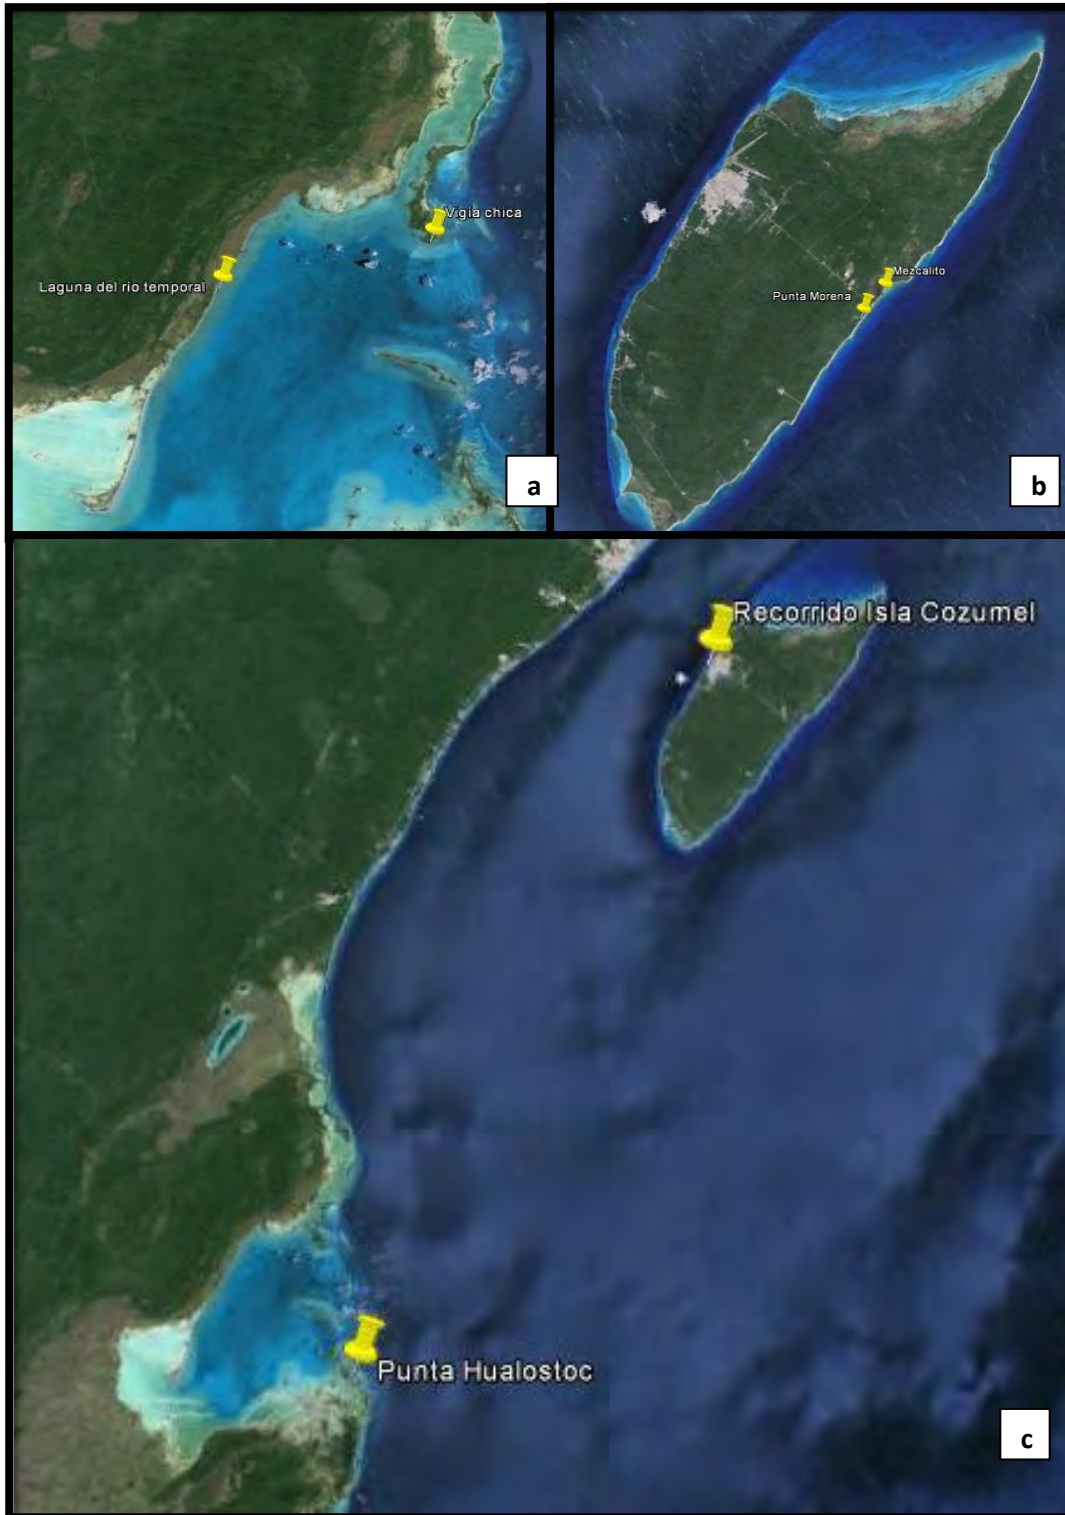 Vigia chica
Laguna del rio temporal
a
Mezcalito
Punta Morena
b
Recorrido Isla Cozumel
Punta Hualostoc
c